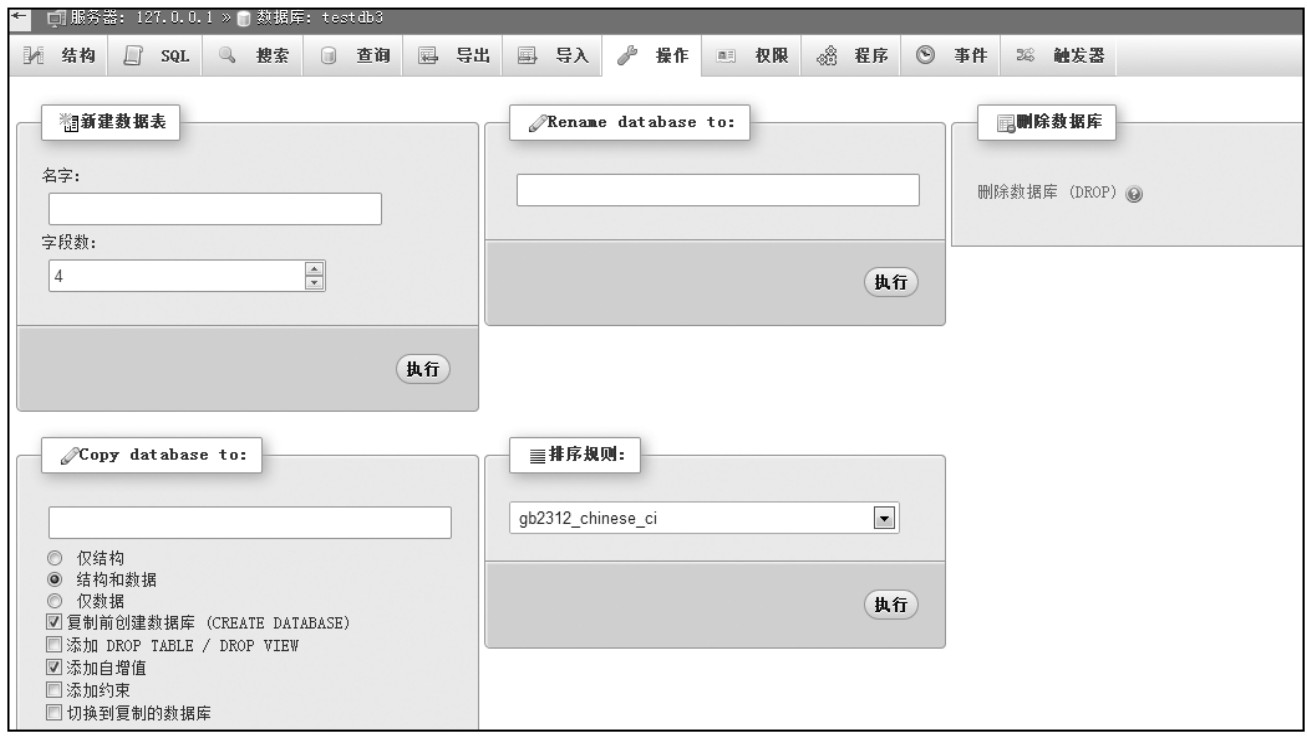 服务器: 127.0.0.1 » 数据库: testdb3
结构 SQL 搜索 查询 导出 导入 操作 权限 程序 事件 触发器
新建数据表
名字:
字段数:
4
执行
Rename database to:
执行
删除数据库
删除数据库 (DROP)
Copy database to:
仅结构
结构和数据
仅数据
复制前创建数据库 (CREATE DATABASE)
添加 DROP TABLE / DROP VIEW
添加自增值
添加约束
切换到复制的数据库
排序规则:
gb2312_chinese_ci
执行